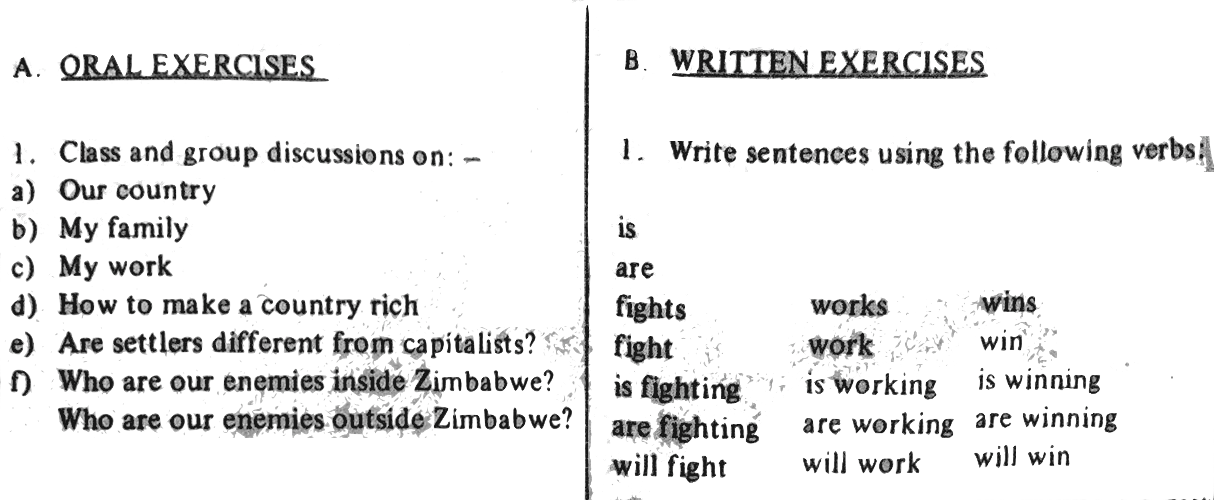 A. ORAL EXERCISES
1. Class and group discussions on: –
a) Our country
b) My family
c) My work
d) How to make a country rich
e) Are settlers different from capitalists?
f) Who are our enemies inside Zimbabwe?
Who are our enemies outside Zimbabwe?
B. WRITTEN EXERCISES
1. Write sentences using the following verbs:
is
are
fights works wins
fight work win
is fighting is working is winning
are fighting are working are winning
will fight will work will win